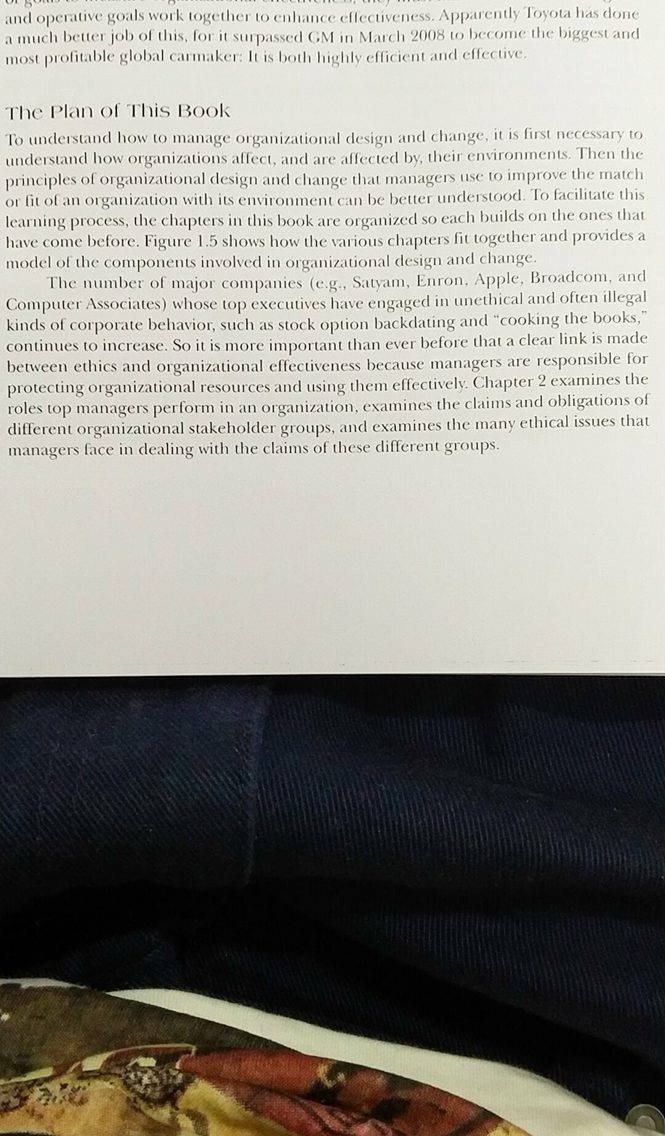 and operative goals work together to enhance effectiveness. Apparently Toyota has done
a much better job of this, for it surpassed GM in March 2008 to become the biggest and
most profitable global carmaker: It is both highly efficient and effective.
The Plan of This Book
To understand how to manage organizational design and change, it is first necessary to
understand how organizations affect, and are affected by, their environments. Then the
principles of organizational design and change that managers use to improve the match
or fit of an organization with its environment can be better understood. To facilitate this
learning process, the chapters in this book are organized so each builds on the ones that
have come before. Figure 1.5 shows how the various chapters fit together and provides a
model of the components involved in organizational design and change.
The number of major companies (e.g., Satyam, Enron, Apple, Broadcom, and
Computer Associates) whose top executives have engaged in unethical and often illegal
kinds of corporate behavior, such as stock option backdating and “cooking the books,”
continues to increase. So it is more important than ever before that a clear link is made
between ethics and organizational effectiveness because managers are responsible for
protecting organizational resources and using them effectively. Chapter 2 examines the
roles top managers perform in an organization, examines the claims and obligations of
different organizational stakeholder groups, and examines the many ethical issues that
managers face in dealing with the claims of these different groups.